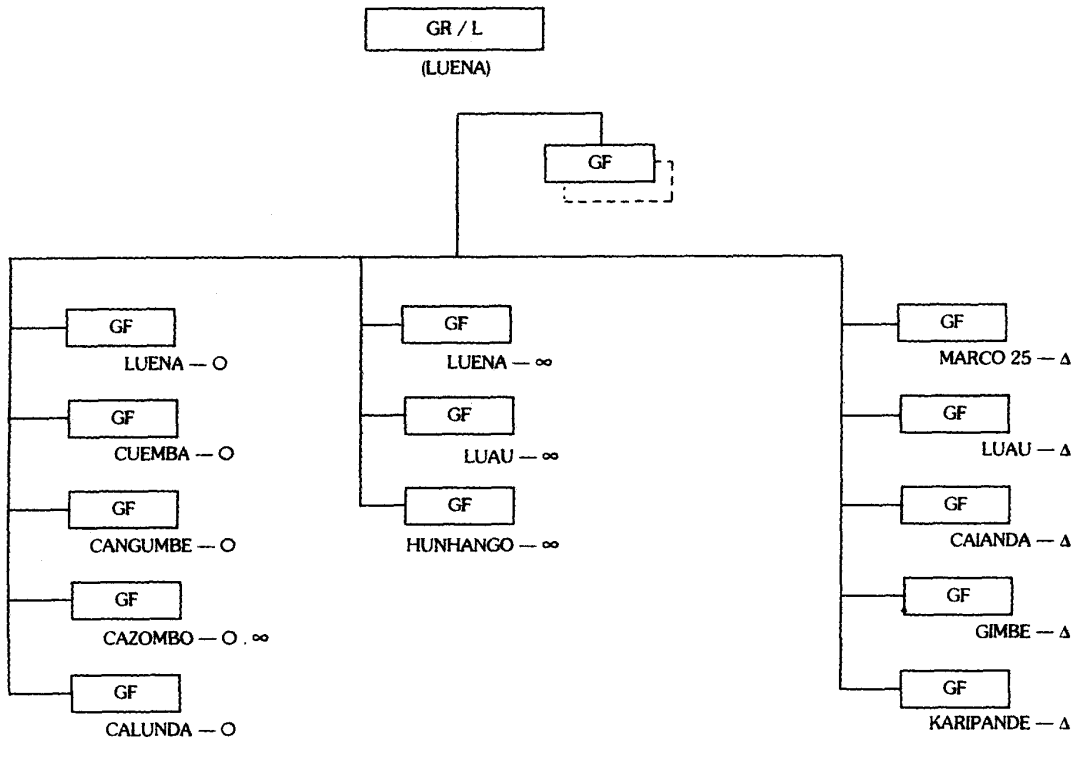 GR / L
(LUENA)
GF
GF
LUENA — O
GF
CUEMBA — O
GF
CANGUMBE — O
GF
CAZOMBO — O . ∞
GF
CALUNDA — O
GF
LUENA — ∞
GF
LUAU — ∞
GF
HUNHANGO — ∞
GF
MARCO 25 — Δ
GF
LUAU — Δ
GF
CAIANDA — Δ
GF
GIMBE — Δ
GF
KARIPANDE — Δ